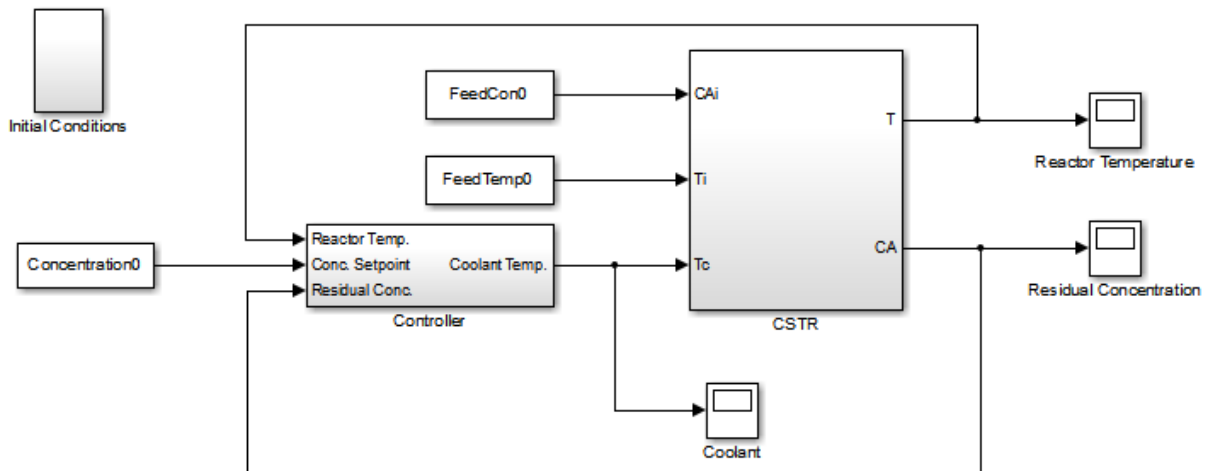 Initial Conditions
FeedCon0
FeedTemp0
Concentration0
Reactor Temp.
Conc. Setpoint
Residual Conc.
Coolant Temp.
Controller
CAi
Ti
Tc
T
CA
CSTR
Reactor Temperature
Residual Concentration
Coolant